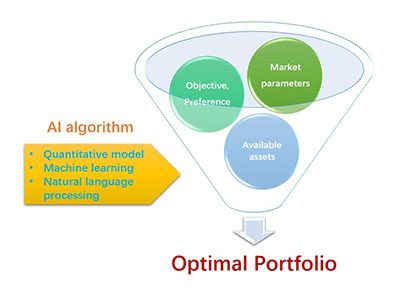 Market
parameters
Objective,
Preference
Available
assets
AI algorithm
• Quantitative model
• Machine learning
• Natural language
processing
Optimal Portfolio